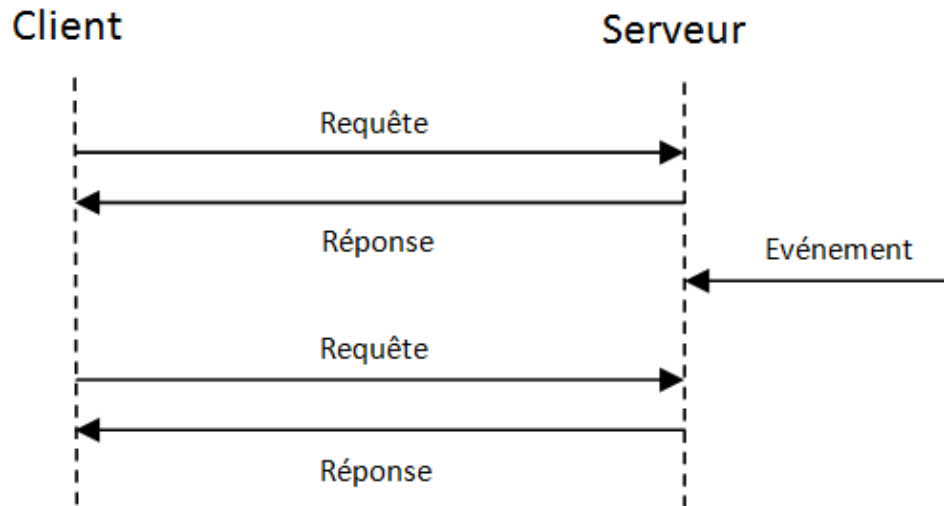 Client
Serveur
Requête
Réponse
Evénement
Requête
Réponse